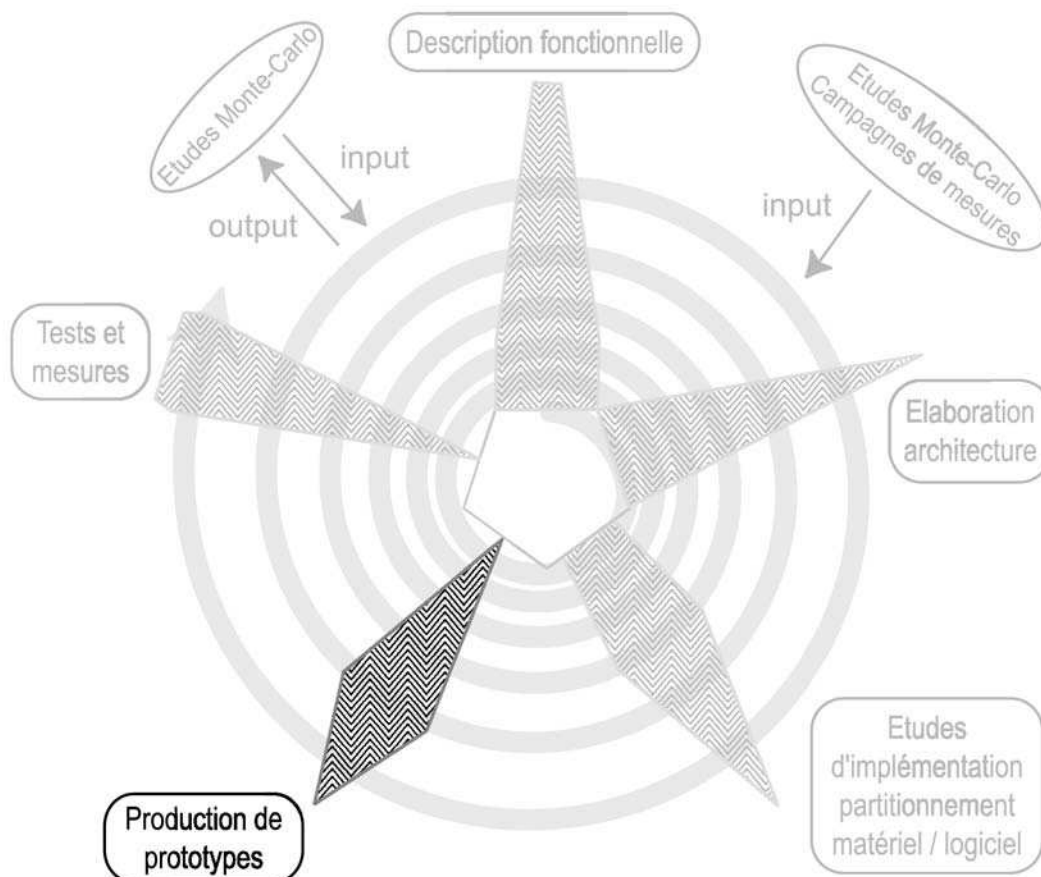 Description fonctionnelle
Etudes Monte-Carlo
Etudes Monte-Carlo
Campagnes de mesures
input
output
input
Tests et
mesures
Elaboration
architecture
Etudes
d'implémentation
partitionnement
matériel / logiciel
Production de
prototypes